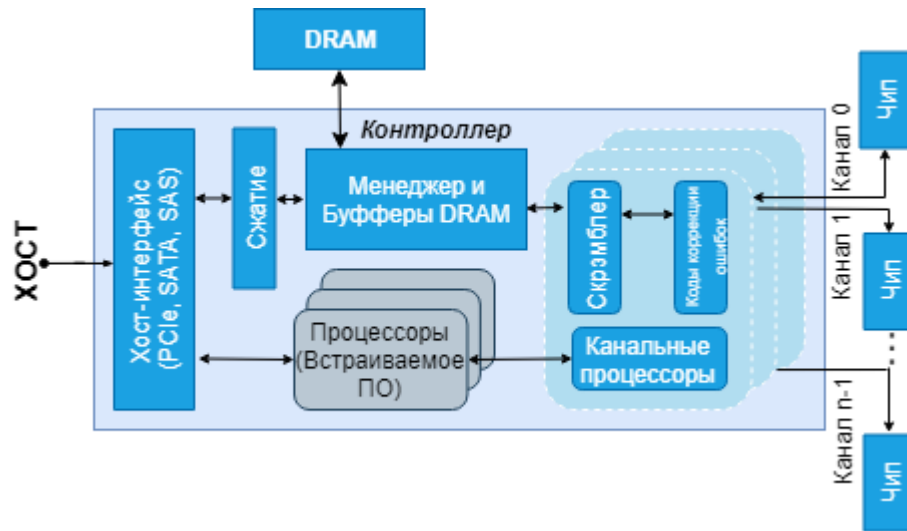 DRAM
Контроллер
ХОСТ
Хост-интерфейс
(PCIe, SATA, SAS)
Сжатие
Менеджер и
Буфферы DRAM
Процессоры
(Встраиваемое
ПО)
Скрэмблер
Коды коррекции
ошибок
Канальные
процессоры
Канал 0
Чип
Канал 1
Чип
Канал n-1
Чип